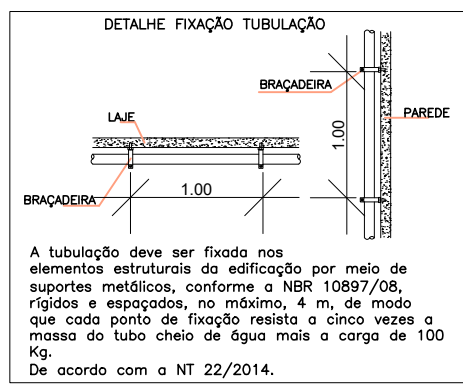 DETALHE FIXAÇÃO TUBULAÇÃO
BRAÇADEIRA
PAREDE
LAJE
1.00
1.00
BRAÇADEIRA
A tubulação deve ser fixada nos
elementos estruturais da edificação por meio de
suportes metálicos, conforme a NBR 10897/08,
rígidos e espaçados, no máximo, 4 m, de modo
que cada ponto de fixação resista a cinco vezes a
massa do tubo cheio de água mais a carga de 100
Kg.
De acordo com a NT 22/2014.